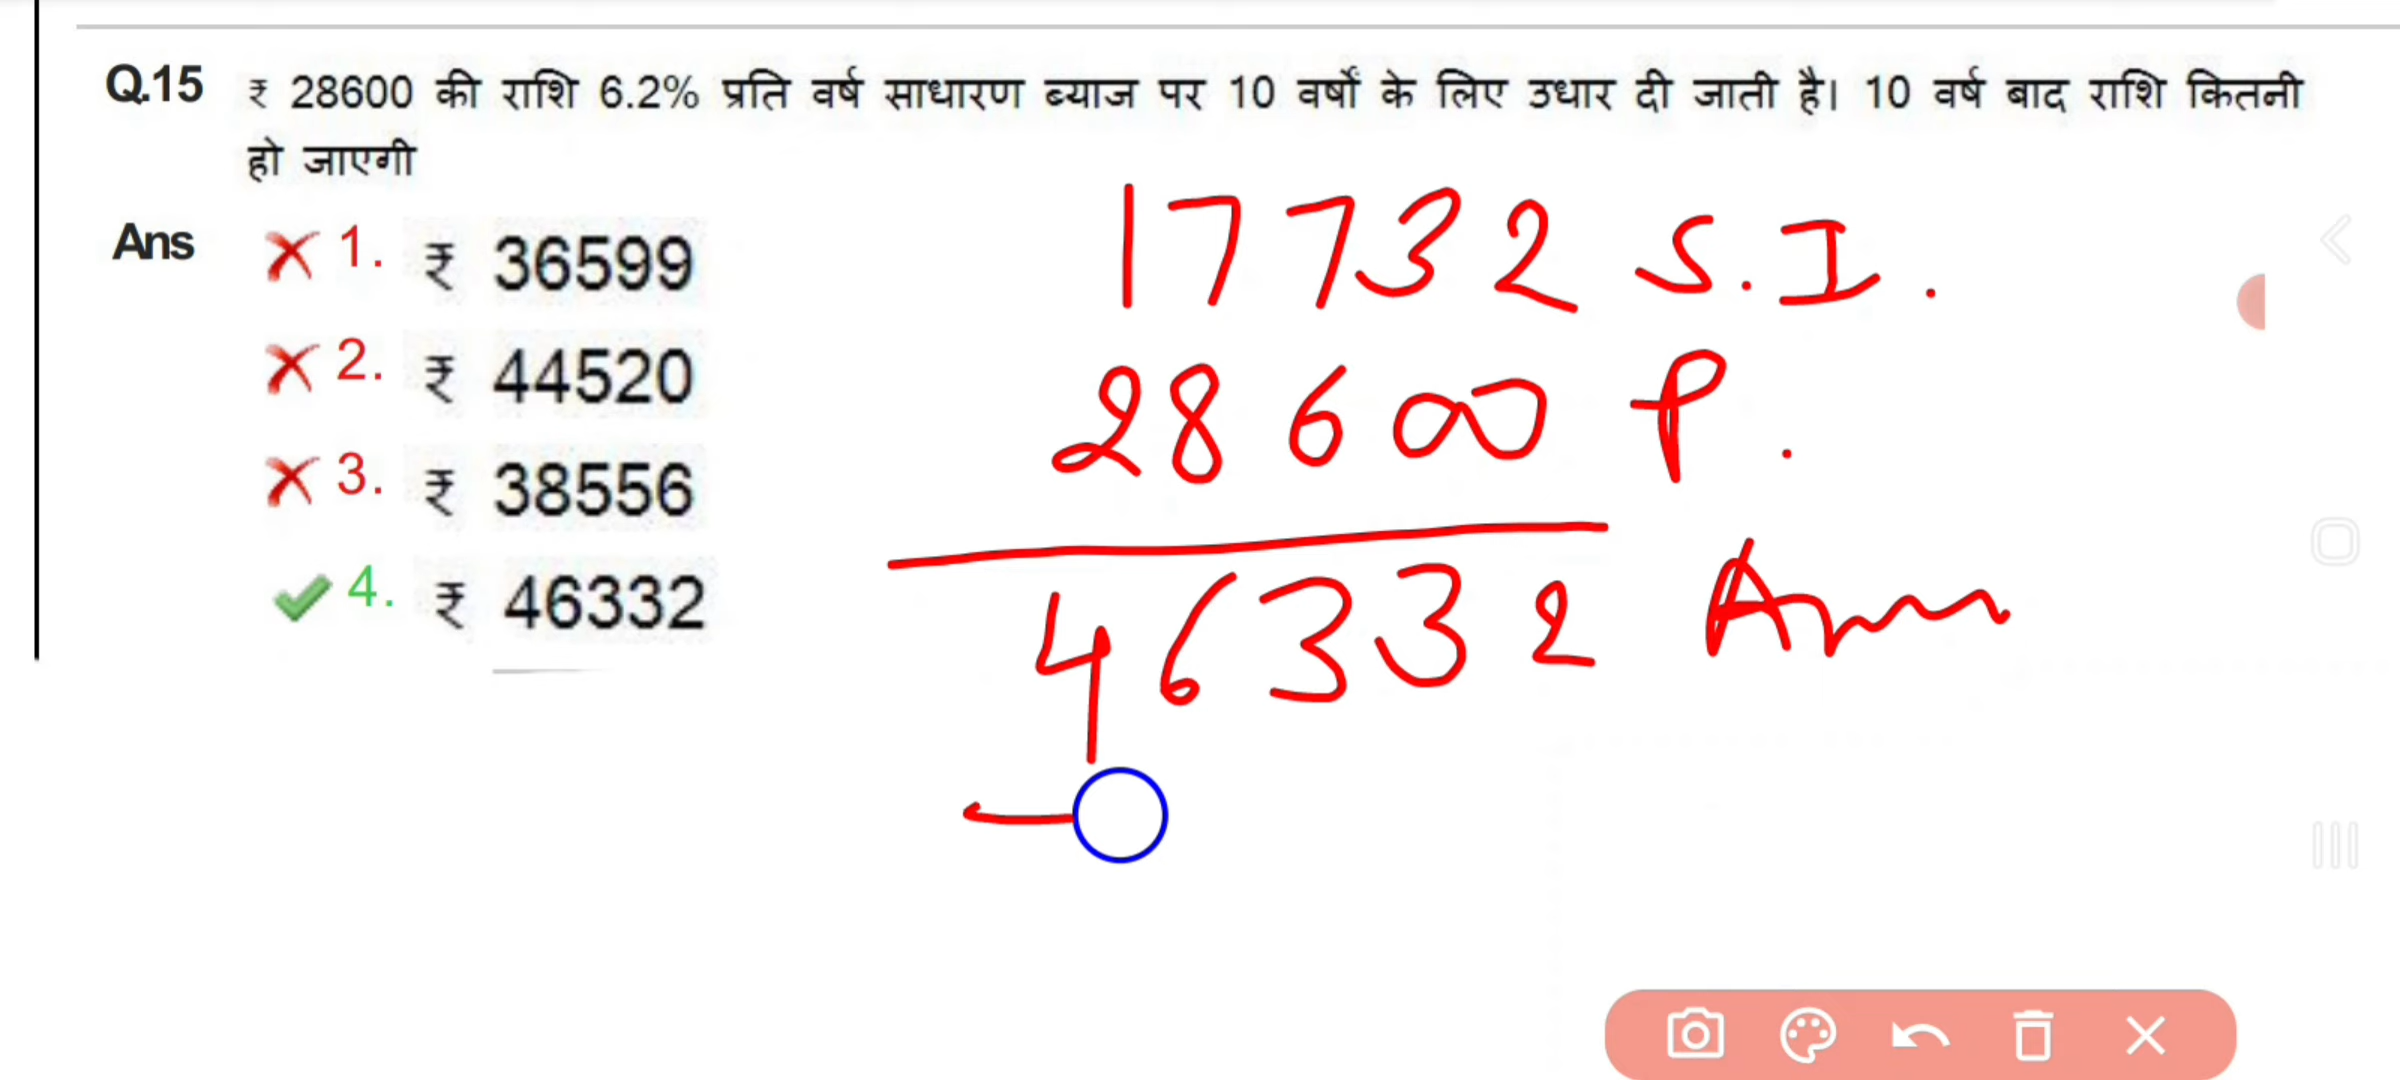 Q.15 ₹ 28600 की राशि 6.2% प्रति वर्ष साधारण ब्याज पर 10 वर्षों के लिए उधार दी जाती है। 10 वर्ष बाद राशि कितनी
हो जाएगी
Ans 1. ₹ 36599
2. ₹ 44520
3. ₹ 38556
4. ₹ 46332
17732 S.I.
28600 P.
46332 Ans